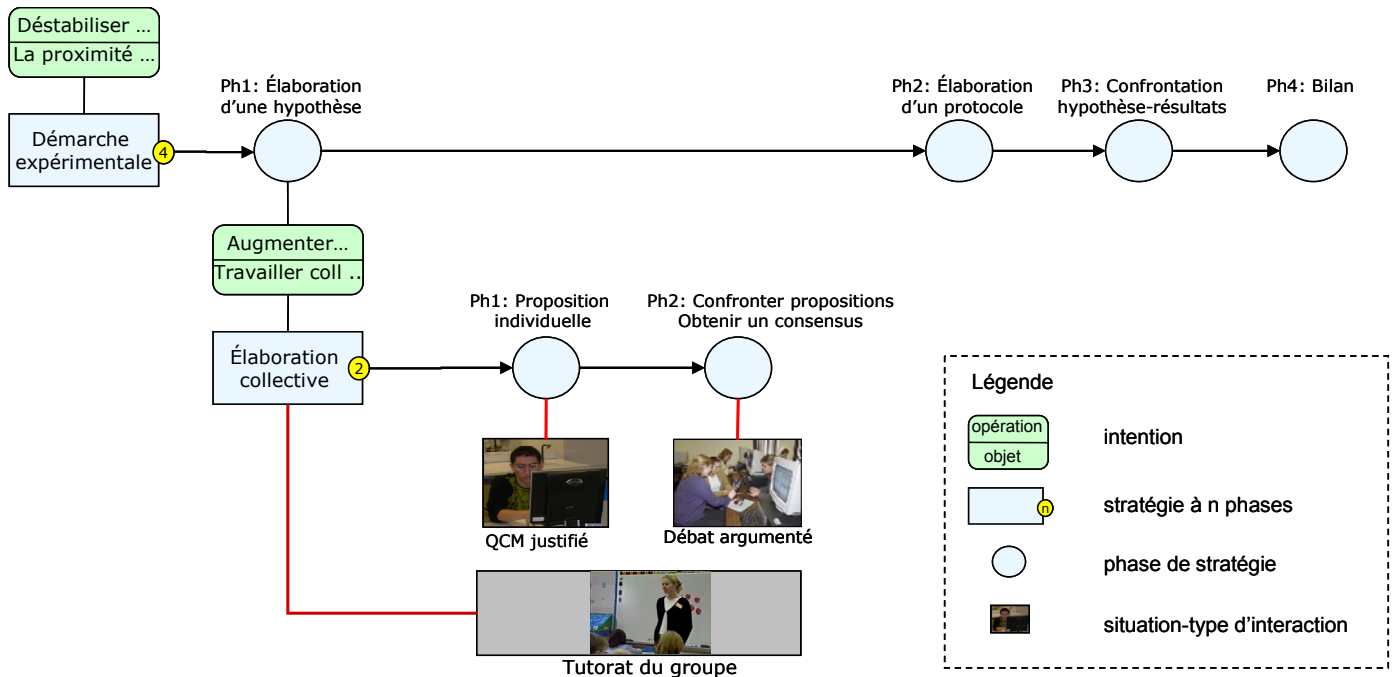 Déstabiliser ...
La proximité ...
Démarche
expérimentale
4
Ph1: Élaboration
d'une hypothèse
Ph2: Élaboration
d'un protocole
Ph3: Confrontation
hypothèse-résultats
Ph4: Bilan
Augmenter...
Travailler coll ..
Élaboration
collective
2
Ph1: Proposition
individuelle
Ph2: Confronter propositions
Obtenir un consensus
QCM justifié
Débat argumenté
Tutorat du groupe
Légende
opération
objet
intention
n
stratégie à n phases
phase de stratégie
situation-type d'interaction